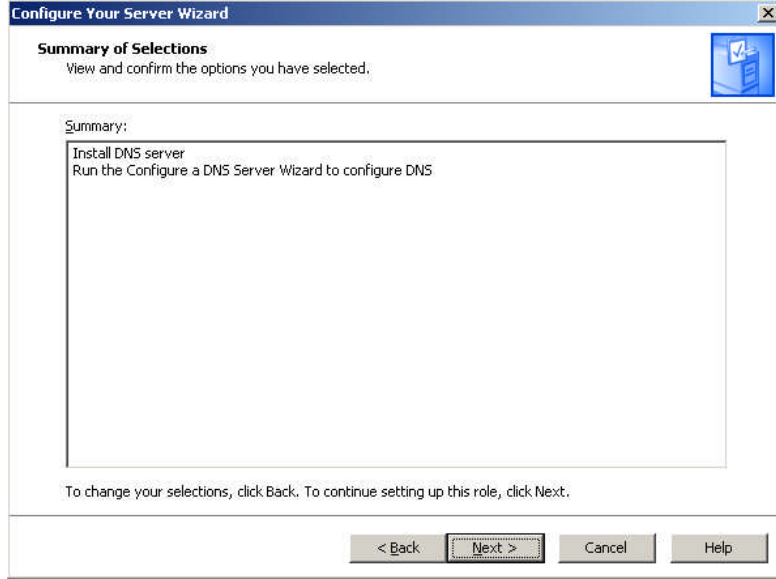 Configure Your Server Wizard
Summary of Selections
View and confirm the options you have selected.
Summary:
Install DNS server
Run the Configure a DNS Server Wizard to configure DNS
To change your selections, click Back. To continue setting up this role, click Next.
< Back
Next >
Cancel
Help